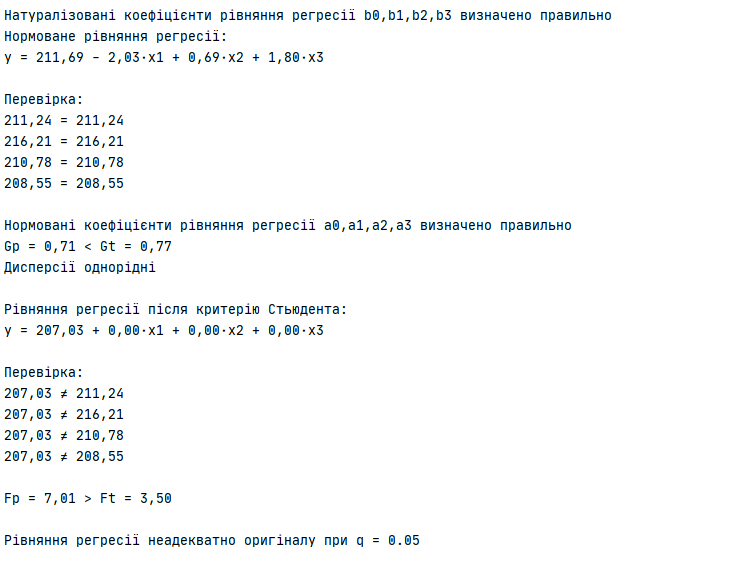 Натуралізовані коефіцієнти рівняння регресії b0,b1,b2,b3 визначено правильно
Нормоване рівняння регресії:
y = 211,69 - 2,03·x1 + 0,69·x2 + 1,80·x3
Перевірка:
211,24 = 211,24
216,21 = 216,21
210,78 = 210,78
208,55 = 208,55
Нормовані коефіцієнти рівняння регресії a0,a1,a2,a3 визначено правильно
Gp = 0,71 < Gt = 0,77
Дисперсії однорідні
Рівняння регресії після критерію Стьюдента:
y = 207,03 + 0,00·x1 + 0,00·x2 + 0,00·x3
Перевірка:
207,03 ≠ 211,24
207,03 ≠ 216,21
207,03 ≠ 210,78
207,03 ≠ 208,55
Fp = 7,01 > Ft = 3,50
Рівняння регресії неадекватно оригіналу при q = 0.05